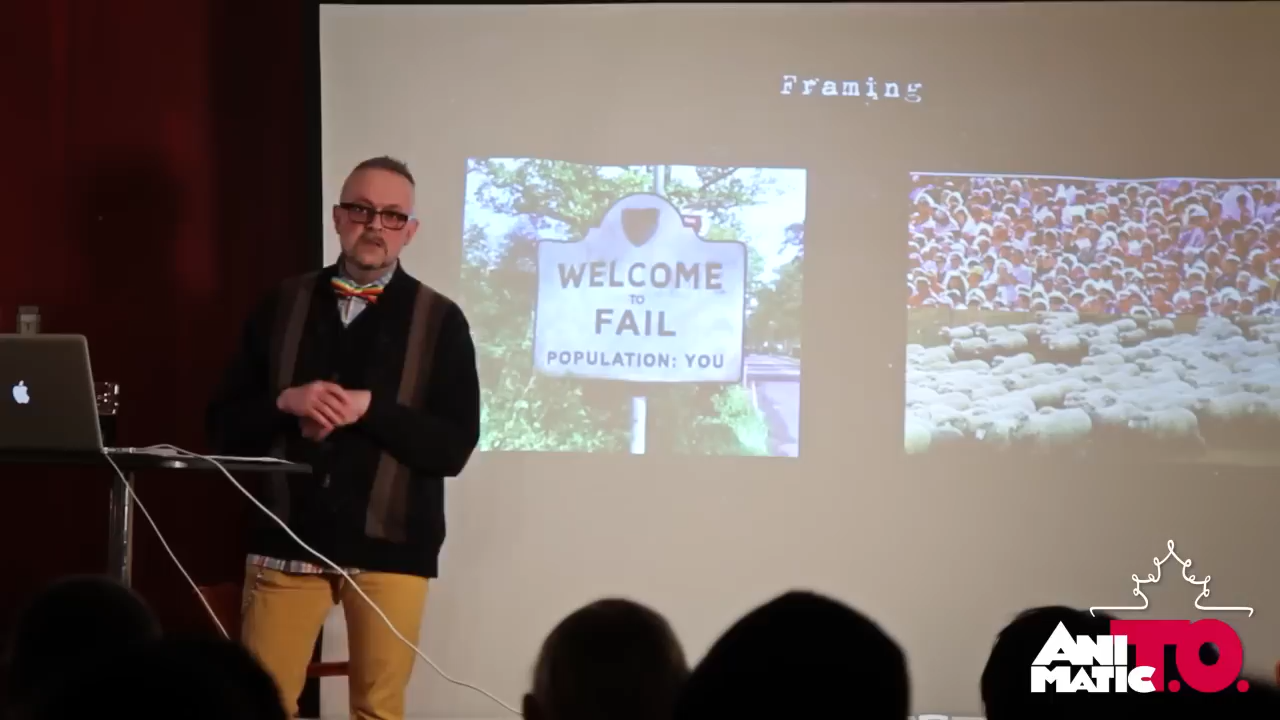 Framing
WELCOME
TO
FAIL
POPULATION: YOU
ANI
MATIC T.O.